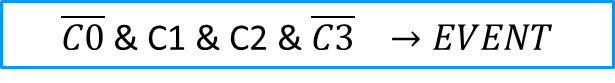 C̅0̅ & C1 & C2 & C̅3̅ → EVENT